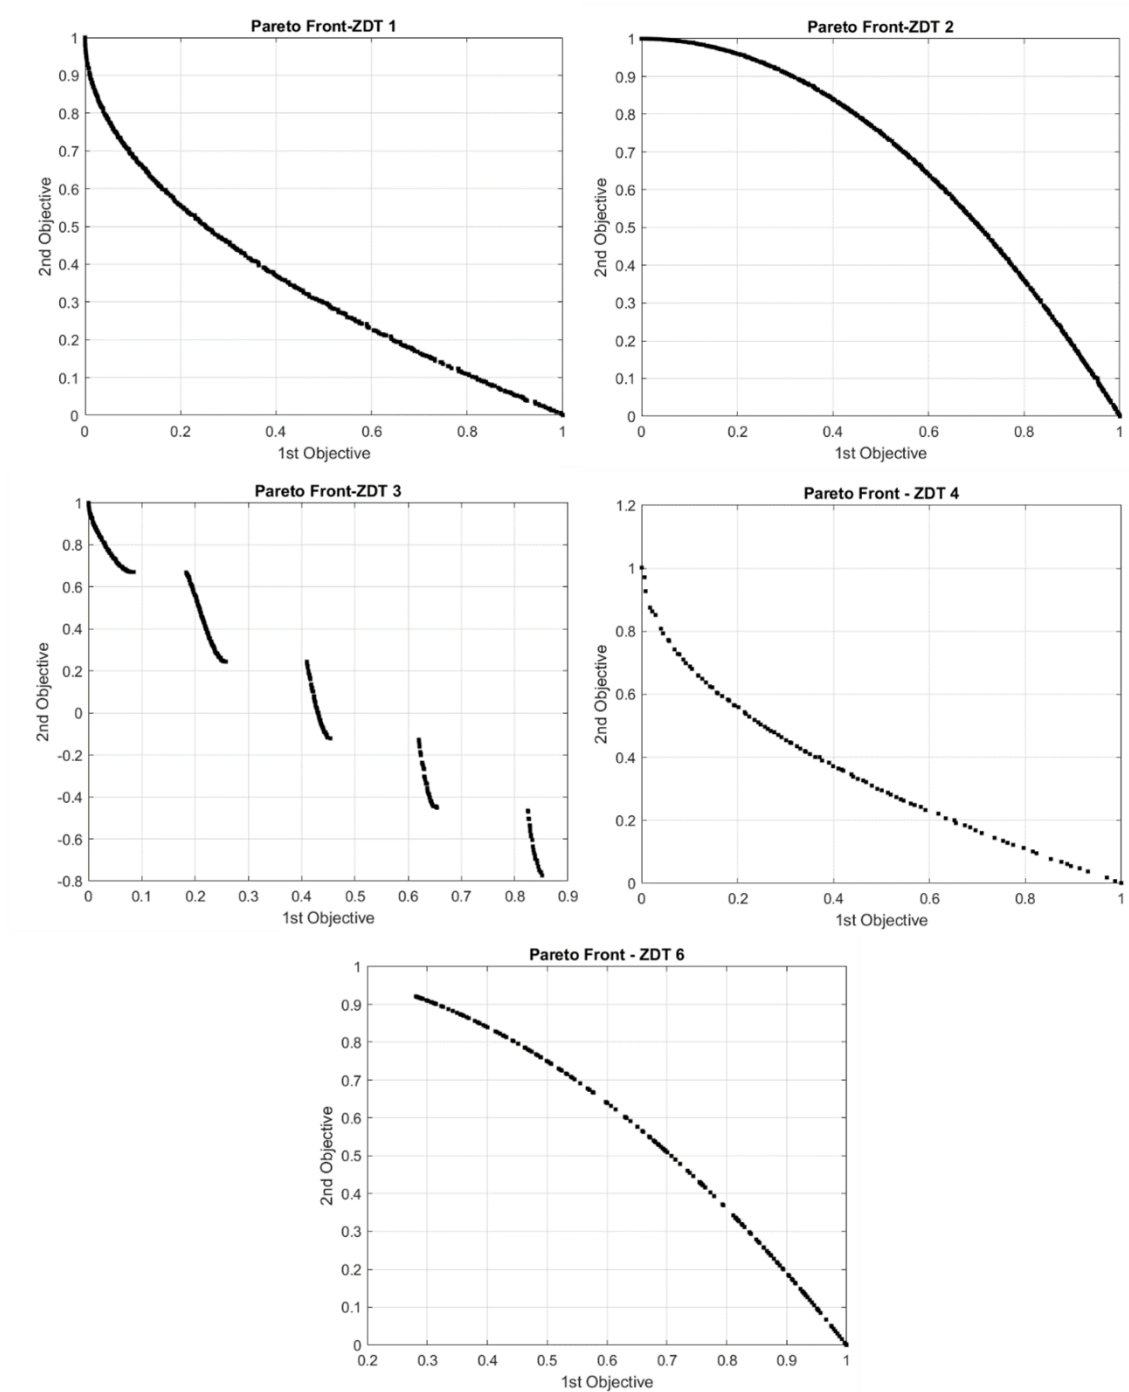 Pareto Front-ZDT 1
1
0.9
0.8
0.7
0.6
0.5
0.4
0.3
0.2
0.1
0
2nd Objective
0 0.2 0.4 0.6 0.8 1
1st Objective
Pareto Front-ZDT 2
1
0.9
0.8
0.7
0.6
0.5
0.4
0.3
0.2
0.1
0
2nd Objective
0 0.2 0.4 0.6 0.8 1
1st Objective
Pareto Front-ZDT 3
1
0.8
0.6
0.4
0.2
0
-0.2
-0.4
-0.6
-0.8
2nd Objective
0 0.1 0.2 0.3 0.4 0.5 0.6 0.7 0.8 0.9
1st Objective
Pareto Front - ZDT 4
1.2
1
0.8
0.6
0.4
0.2
0
2nd Objective
0 0.2 0.4 0.6 0.8 1
1st Objective
Pareto Front - ZDT 6
1
0.9
0.8
0.7
0.6
0.5
0.4
0.3
0.2
0.1
0
2nd Objective
0.2 0.3 0.4 0.5 0.6 0.7 0.8 0.9 1
1st Objective